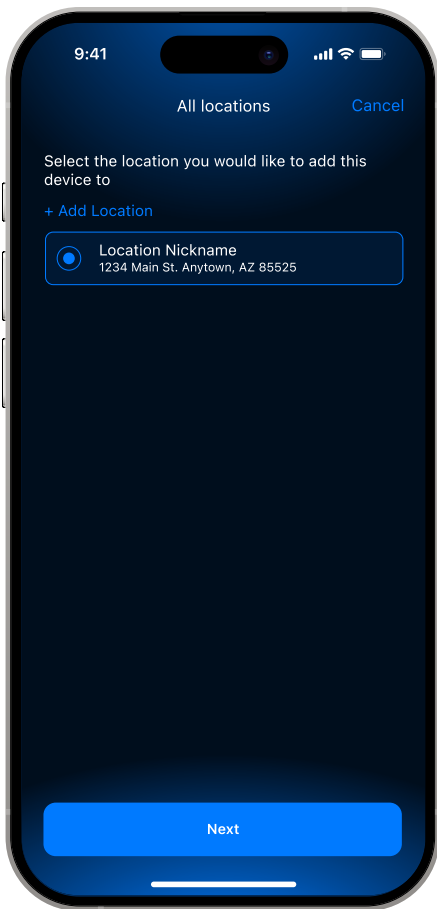 9:41
All locations
Cancel
Select the location you would like to add this
device to
+ Add Location
Location Nickname
1234 Main St. Anytown, AZ 85525
Next